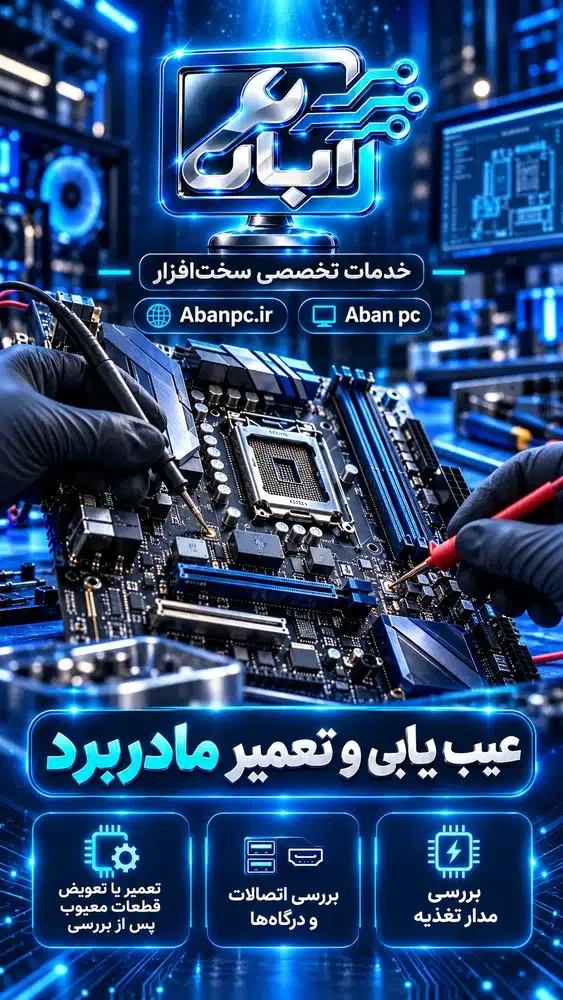 آبان
خدمات تخصصی سخت‌افزار
Abanpc.ir
Aban pc
عیب یابی و تعمیر مادربرد
بررسی
مدار تغذیه
بررسی اتصالات
و درگاه‌ها
تعمیر یا تعویض
قطعات معیوب
پس از بررسی